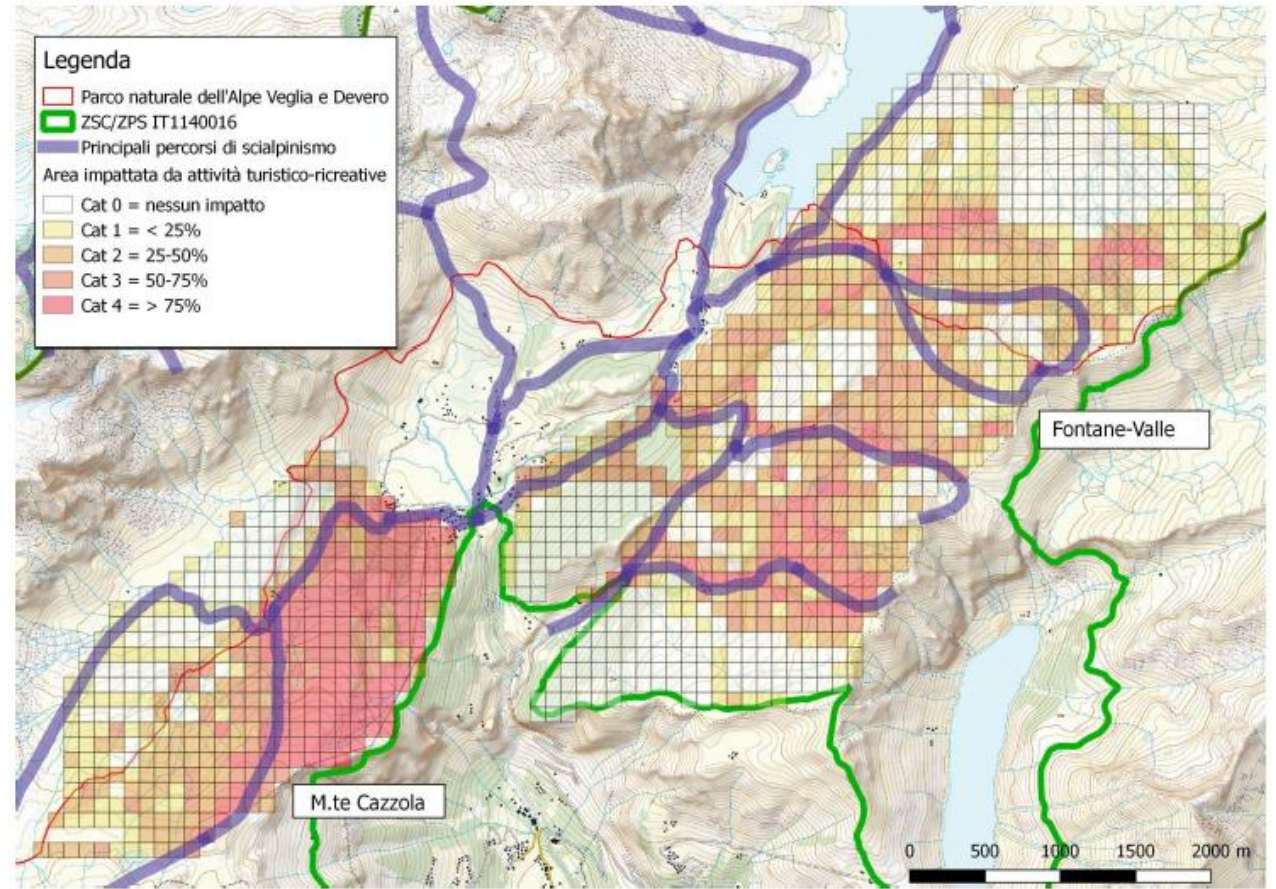 Legenda
Parco naturale dell'Alpe Veglia e Devero
ZSC/ZPS IT1140016
Principali percorsi di scialpinismo
Area impattata da attività turistico-ricreative
Cat 0 = nessun impatto
Cat 1 = < 25%
Cat 2 = 25-50%
Cat 3 = 50-75%
Cat 4 = > 75%
Fontane-Valle
M.te Cazzola
0 500 1000 1500 2000 m